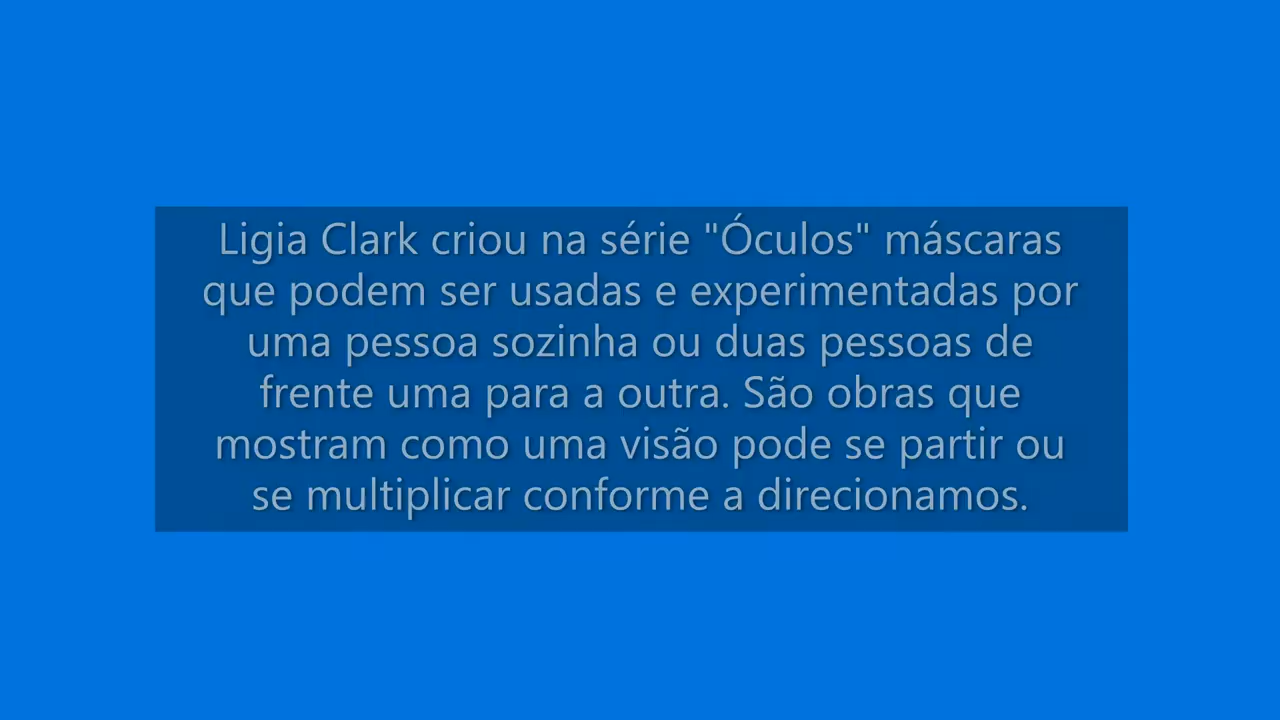 Ligia Clark criou na série "Óculos" máscaras
que podem ser usadas e experimentadas por
uma pessoa sozinha ou duas pessoas de
frente uma para a outra. São obras que
mostram como uma visão pode se partir ou
se multiplicar conforme a direcionamos.